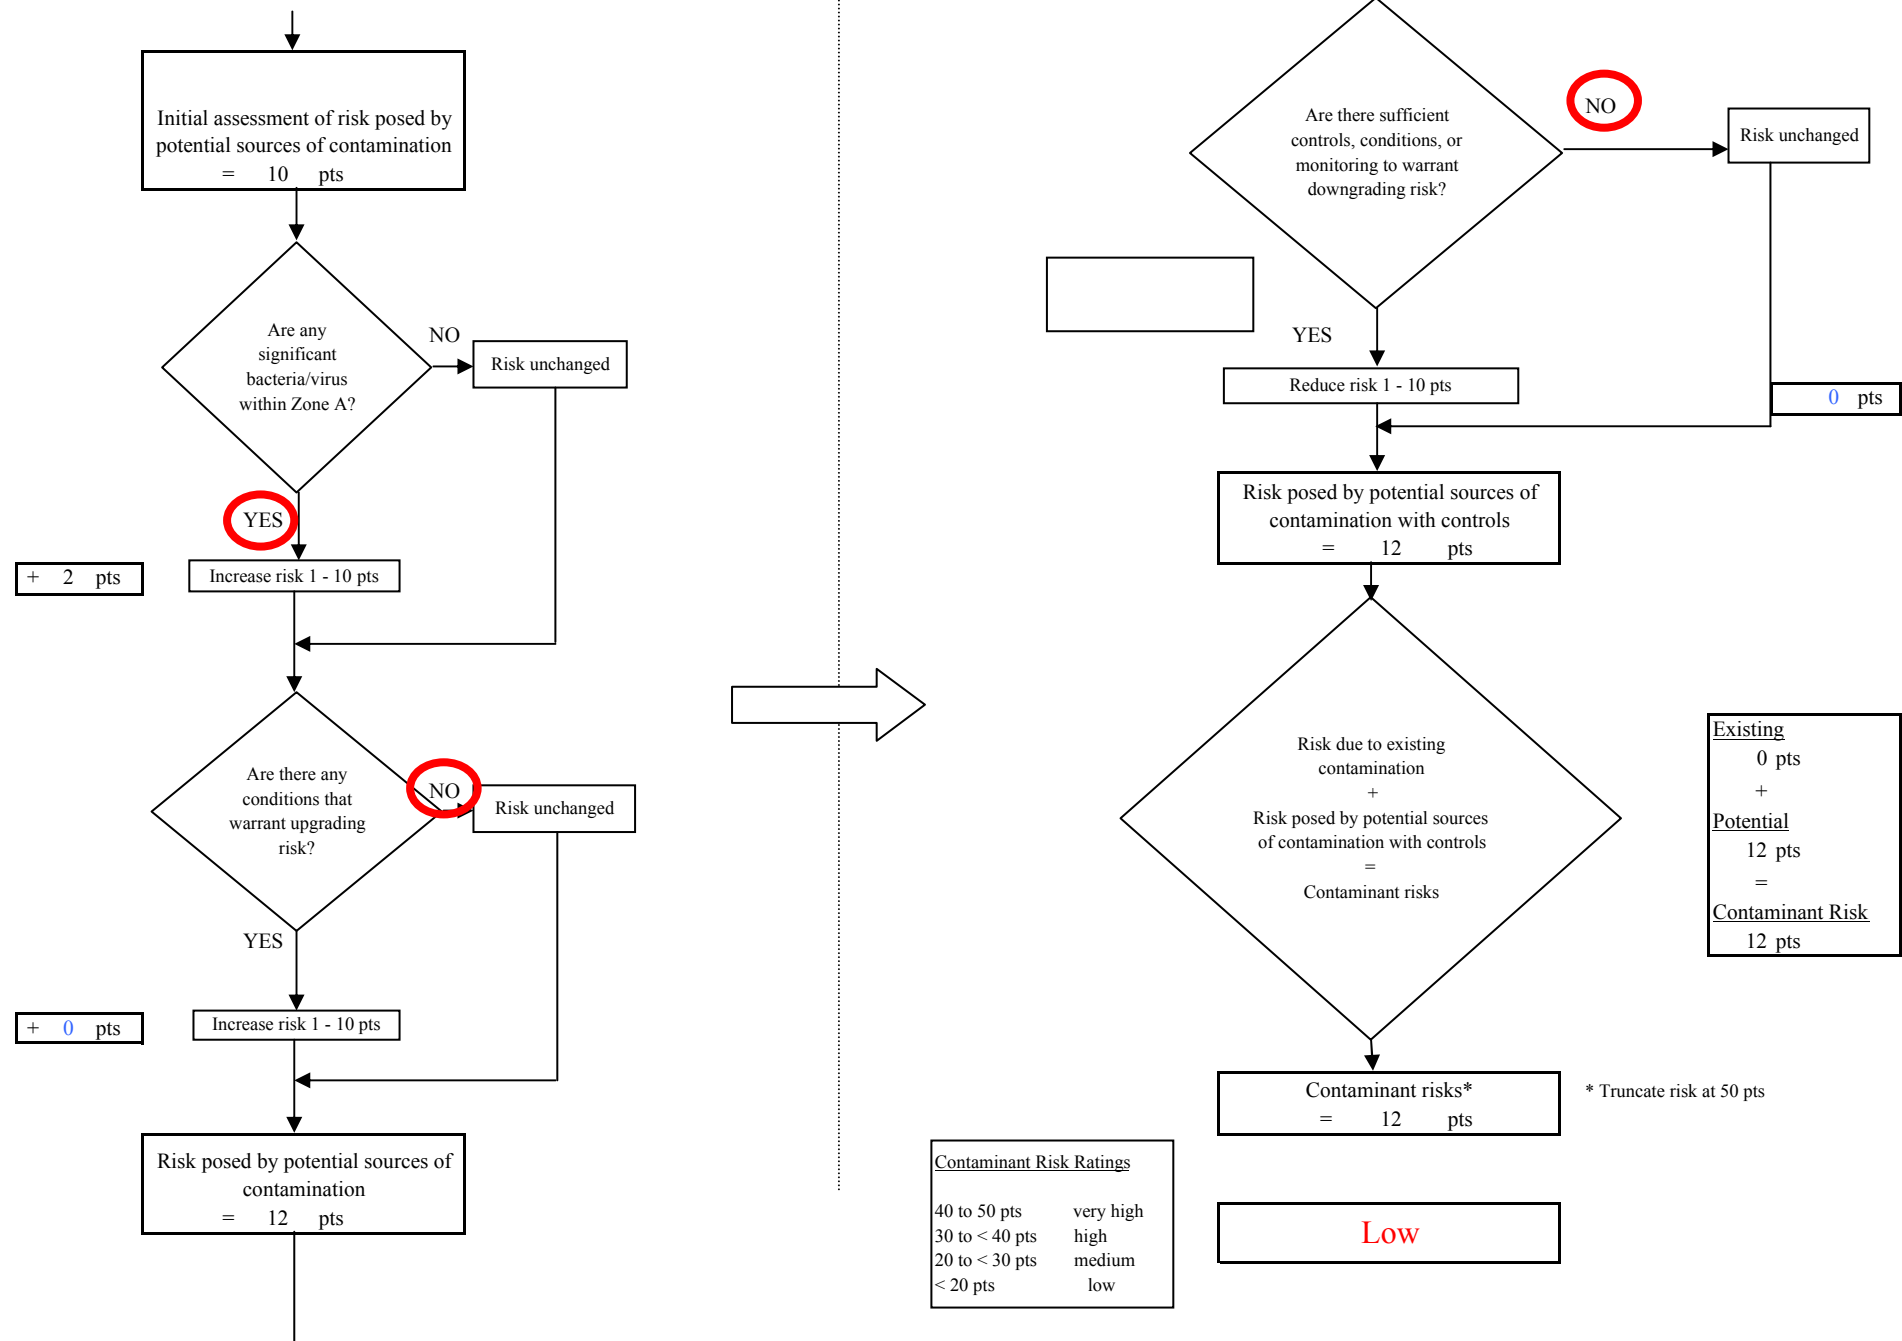 Initial assessment of risk posed by
potential sources of contamination
= 10 pts
Are any
significant
bacteria/virus
within Zone A?
NO
Risk unchanged
YES
+ 2 pts
Increase risk 1 - 10 pts
Are there any
conditions that
warrant upgrading
risk?
NO
Risk unchanged
YES
+ 0 pts
Increase risk 1 - 10 pts
Risk posed by potential sources of
contamination
= 12 pts
Are there sufficient
controls, conditions, or
monitoring to warrant
downgrading risk?
NO
Risk unchanged
YES
Reduce risk 1 - 10 pts
0 pts
Risk posed by potential sources of
contamination with controls
= 12 pts
Risk due to existing
contamination
+
Risk posed by potential sources
of contamination with controls
=
Contaminant risks
Existing
0 pts
+
Potential
12 pts
=
Contaminant Risk
12 pts
Contaminant risks*
= 12 pts
* Truncate risk at 50 pts
Contaminant Risk Ratings
40 to 50 pts very high
30 to < 40 pts high
20 to < 30 pts medium
< 20 pts low
Low